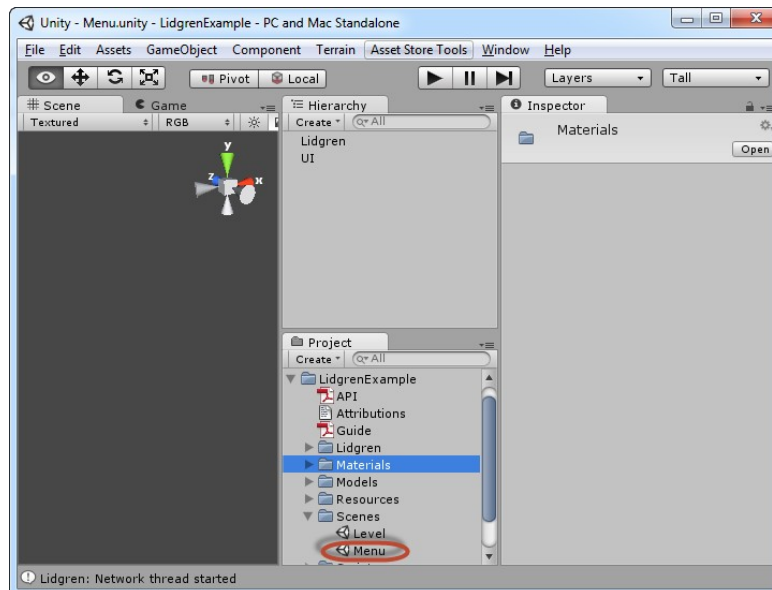 Unity - Menu.unity - LidgrenExample - PC and Mac Standalone
File Edit Assets GameObject Component Terrain Asset Store Tools Window Help
Pivot Local Layers Tall
Scene Game Hierarchy Inspector
Textured RGB Create All
Materials
Open
Lidgren
UI
y
z x
Project
Create All
LidgrenExample
API
Attributions
Guide
Lidgren
Materials
Models
Resources
Scenes
Level
Menu
Lidgren: Network thread started